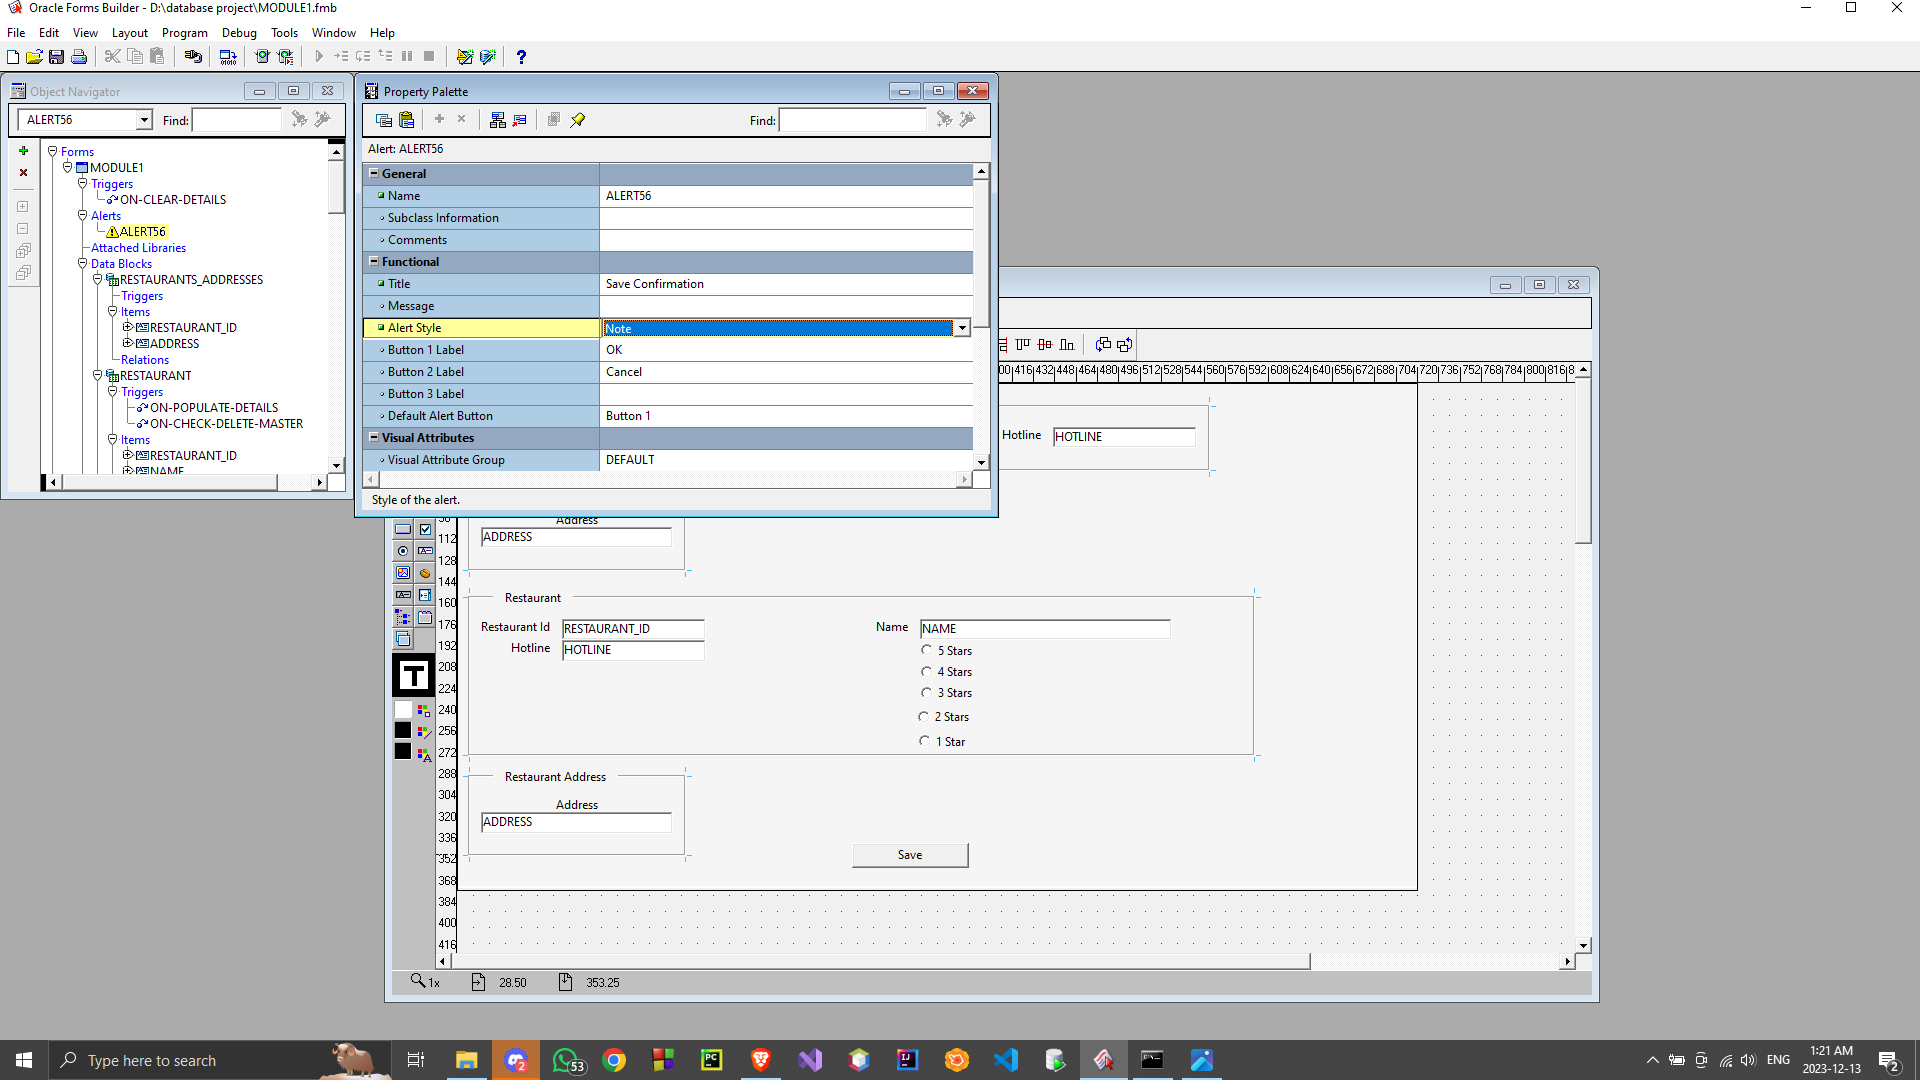 Oracle Forms Builder - D:\database project\MODULE1.fmb
File Edit View Layout Program Debug Tools Window Help
Object Navigator
ALERT56
Find:
Forms
MODULE1
Triggers
ON-CLEAR-DETAILS
Alerts
ALERT56
Attached Libraries
Data Blocks
RESTAURANTS_ADDRESSES
Triggers
Items
RESTAURANT_ID
ADDRESS
Relations
RESTAURANT
Triggers
ON-POPULATE-DETAILS
ON-CHECK-DELETE-MASTER
Items
RESTAURANT_ID
NAME
Property Palette
Find:
Alert: ALERT56
General
Name ALERT56
Subclass Information
Comments
Functional
Title Save Confirmation
Message
Alert Style Note
Button 1 Label OK
Button 2 Label Cancel
Button 3 Label
Default Alert Button Button 1
Visual Attributes
Visual Attribute Group DEFAULT
Style of the alert.
416 432 448 464 480 496 512 528 544 560 576 592 608 624 640 656 672 688 704 720 736 752 768 784 800 816
Hotline HOTLINE
Address
ADDRESS
112
128
144
160
176
192
208
224
240
256
272
288
304
320
336
352
368
384
400
416
Restaurant
Restaurant Id RESTAURANT_ID
Name NAME
Hotline HOTLINE
5 Stars
4 Stars
3 Stars
2 Stars
1 Star
Restaurant Address
Address
ADDRESS
Save
1x 28.50 353.25
Type here to search
2
53
PC
IJ
ENG
1:21 AM
2023-12-13
2